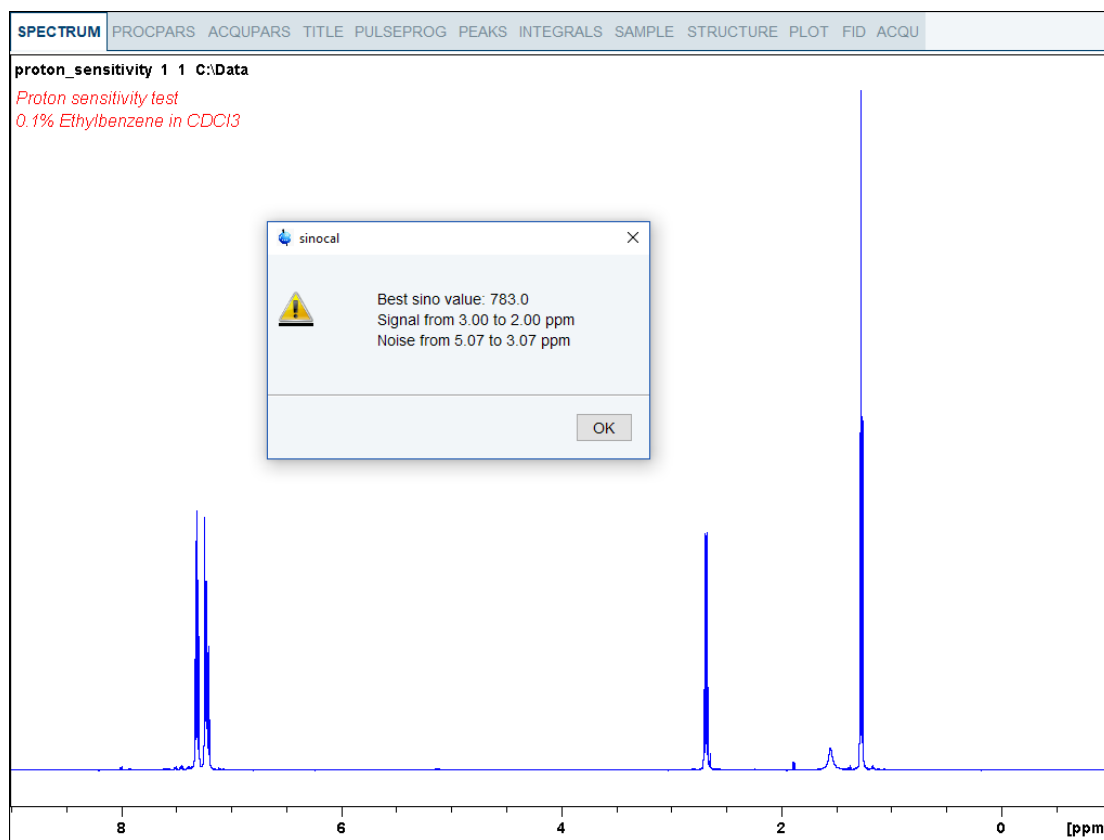 SPECTRUM PROCPARS ACQUPARS TITLE PULSEPROG PEAKS INTEGRALS SAMPLE STRUCTURE PLOT FID ACQU
proton_sensitivity 1 1 C:\Data
Proton sensitivity test
0.1% Ethylbenzene in CDCl3
sinocal
Best sino value: 783.0
Signal from 3.00 to 2.00 ppm
Noise from 5.07 to 3.07 ppm
OK
8 6 4 2 0 [ppm]